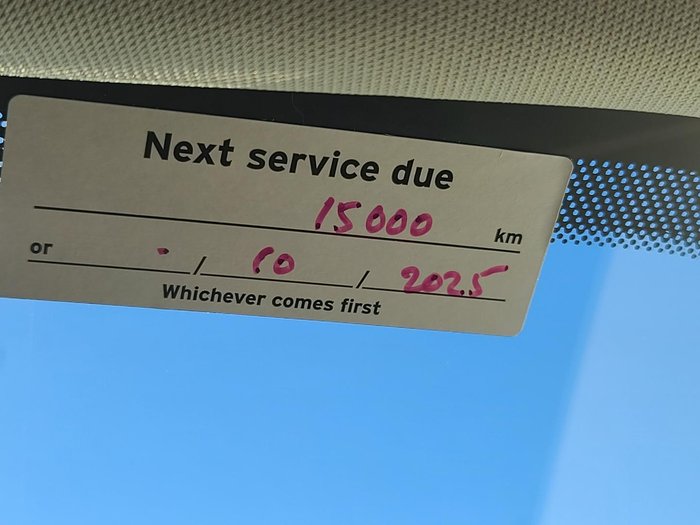 Next service due
15000 km
or . / 10 / 2025
Whichever comes first